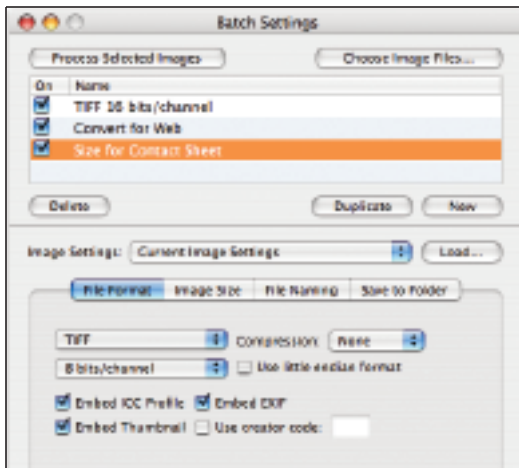 Batch Settings
Process Selected Images Choose Image Files...
On Name
TIFF 16 bits/channel
Convert for Web
Size for Contact Sheet
Delete Duplicate New
Image Settings: Current Image Settings Load...
File Format Image Size File Naming Save to Folder
TIFF Compression: None
8 bits/channel Use little endian format
Embed ICC Profile Embed EXIF
Embed Thumbnail Use creator code: